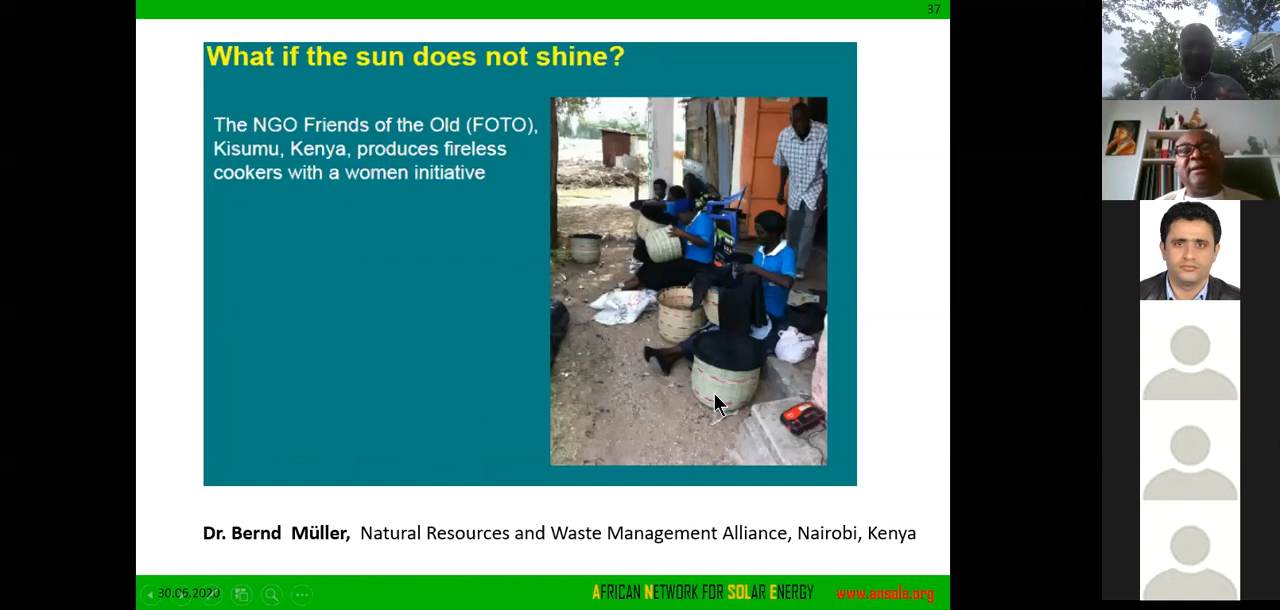 37
What if the sun does not shine?
The NGO Friends of the Old (FOTO),
Kisumu, Kenya, produces fireless
cookers with a women initiative
Dr. Bernd Müller, Natural Resources and Waste Management Alliance, Nairobi, Kenya
30.06.2020
AFRICAN NETWORK FOR SOLAR ENERGY
www.ansole.org